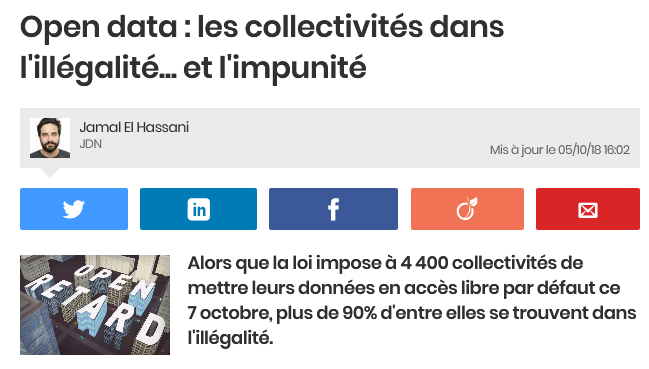 Open data : les collectivités dans
l'illégalité... et l'impunité
Jamal El Hassani
JDN
Mis à jour le 05/10/18 16:02
in
f
OPEN
RETARD
Alors que la loi impose à 4 400 collectivités de
mettre leurs données en accès libre par défaut ce
7 octobre, plus de 90% d'entre elles se trouvent dans
l'illégalité.